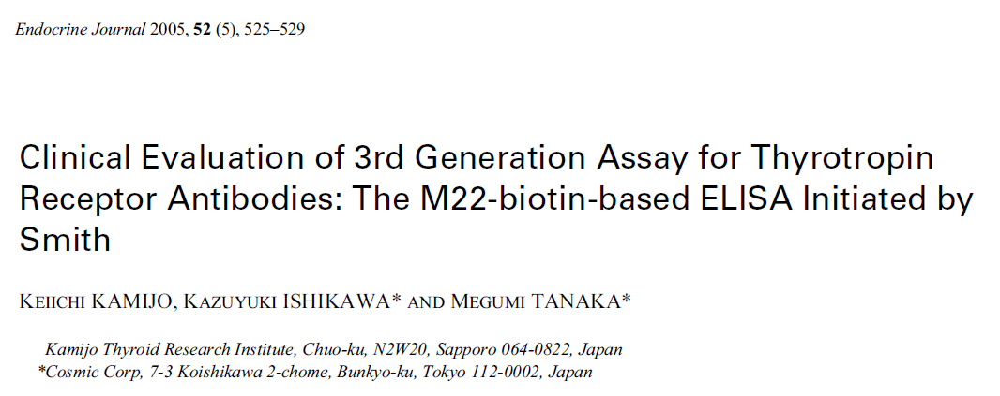 Endocrine Journal 2005, 52 (5), 525–529
Clinical Evaluation of 3rd Generation Assay for Thyrotropin
Receptor Antibodies: The M22-biotin-based ELISA Initiated by
Smith
KEIICHI KAMIJO, KAZUYUKI ISHIKAWA* AND MEGUMI TANAKA*
Kamijo Thyroid Research Institute, Chuo-ku, N2W20, Sapporo 064-0822, Japan
*Cosmic Corp, 7-3 Koishikawa 2-chome, Bunkyo-ku, Tokyo 112-0002, Japan